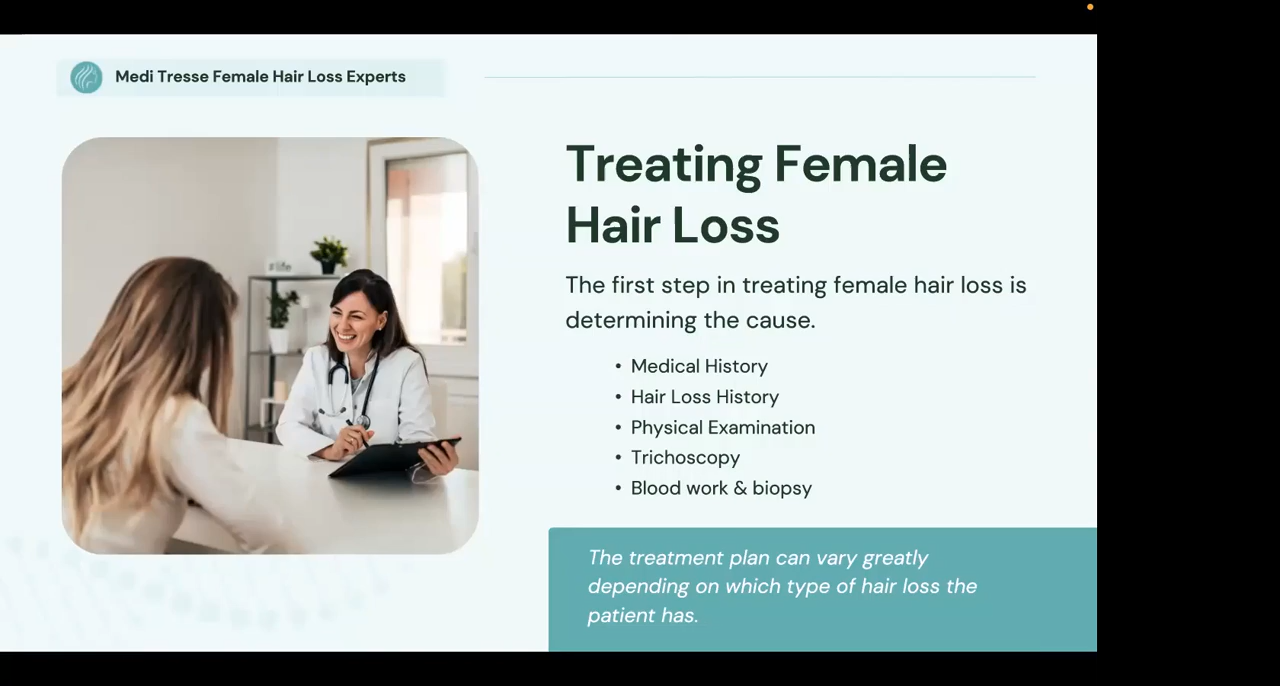 Medi Tresse Female Hair Loss Experts
#life
Treating Female
Hair Loss
The first step in treating female hair loss is
determining the cause.
• Medical History
• Hair Loss History
• Physical Examination
• Trichoscopy
• Blood work & biopsy
The treatment plan can vary greatly
depending on which type of hair loss the
patient has.